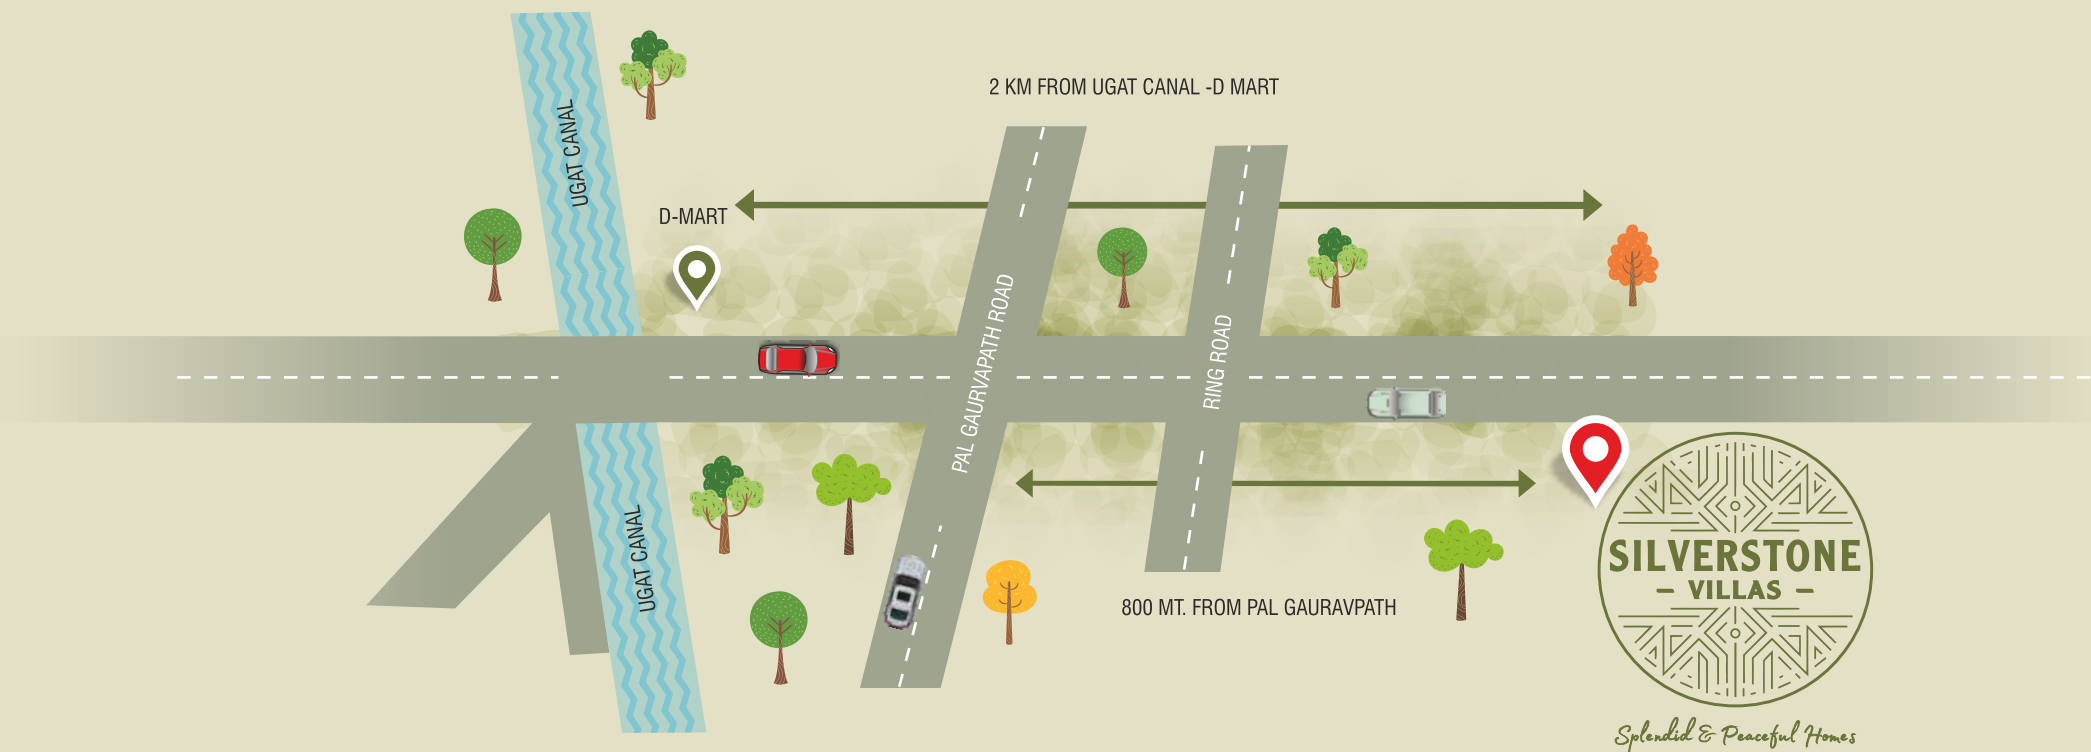 2 KM FROM UGAT CANAL -D MART
UGAT CANAL
D-MART
PAL GAURVAPATH ROAD
RING ROAD
UGAT CANAL
800 MT. FROM PAL GAURAVPATH
SILVERSTONE
– VILLAS –
Splendid & Peaceful Homes